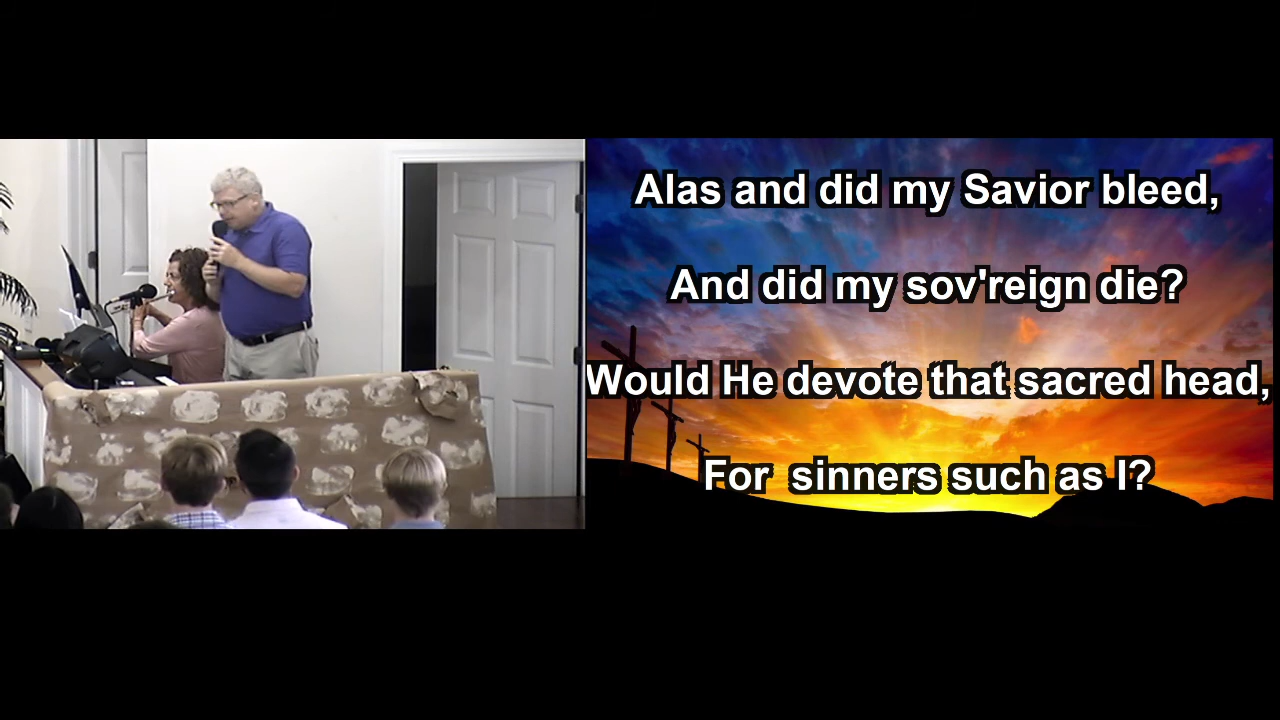 Alas and did my Savior bleed,
And did my sov'reign die?
Would He devote that sacred head,
For sinners such as I?